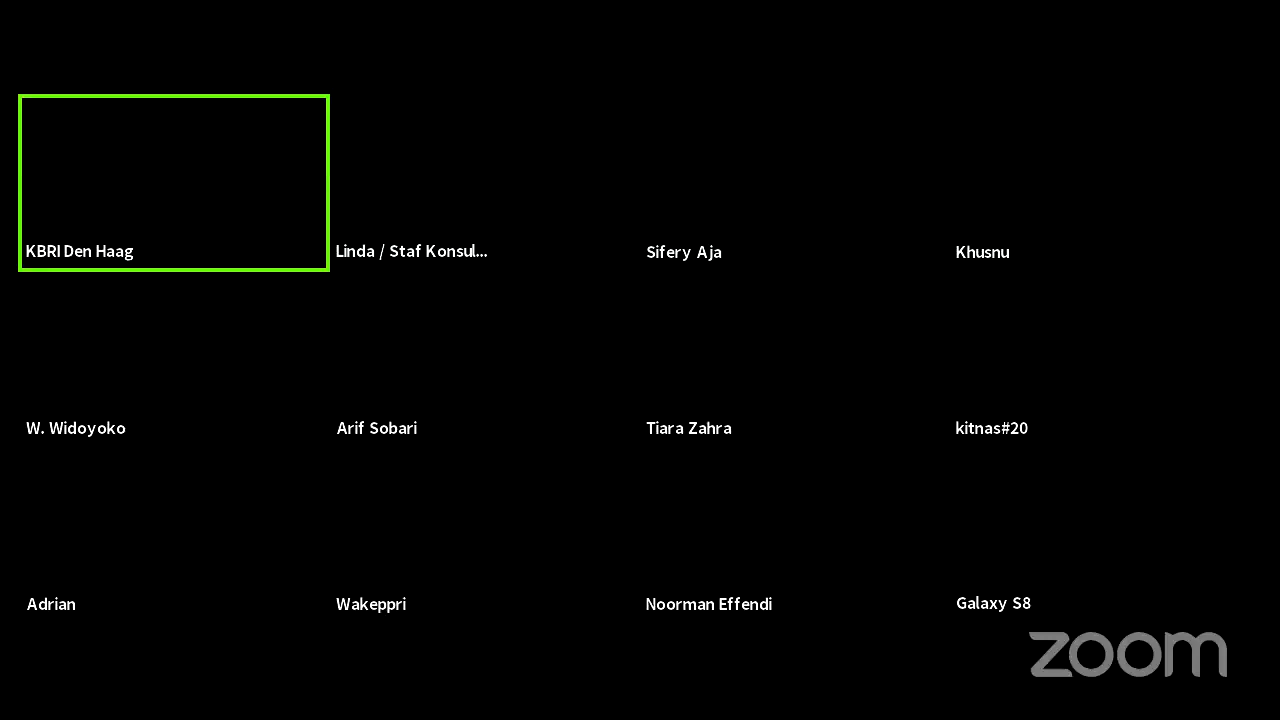 KBRI Den Haag
Linda / Staf Konsul...
Sifery Aja
Khusnu
W. Widoyoko
Arif Sobari
Tiara Zahra
kitnas#20
Adrian
Wakeppri
Noorman Effendi
Galaxy S8
zoom